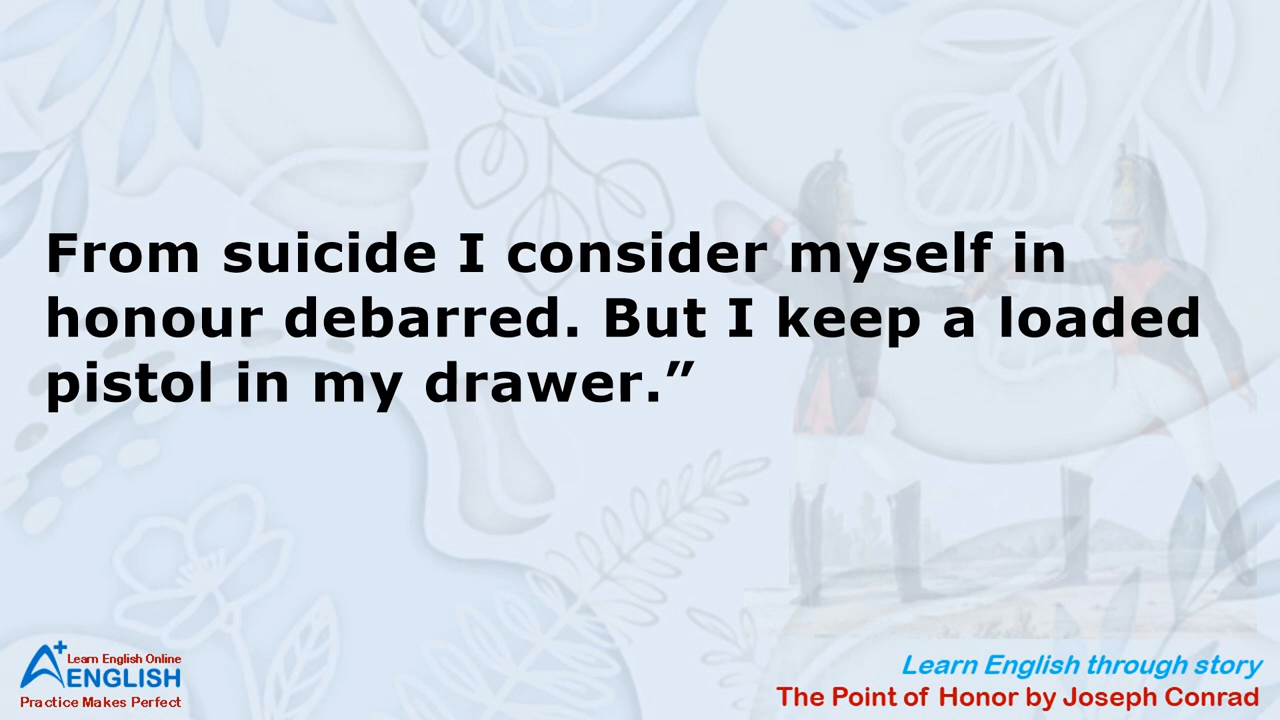 From suicide I consider myself in
honour debarred. But I keep a loaded
pistol in my drawer.”
A+ Learn English Online
ENGLISH
Practice Makes Perfect
Learn English through story
The Point of Honor by Joseph Conrad